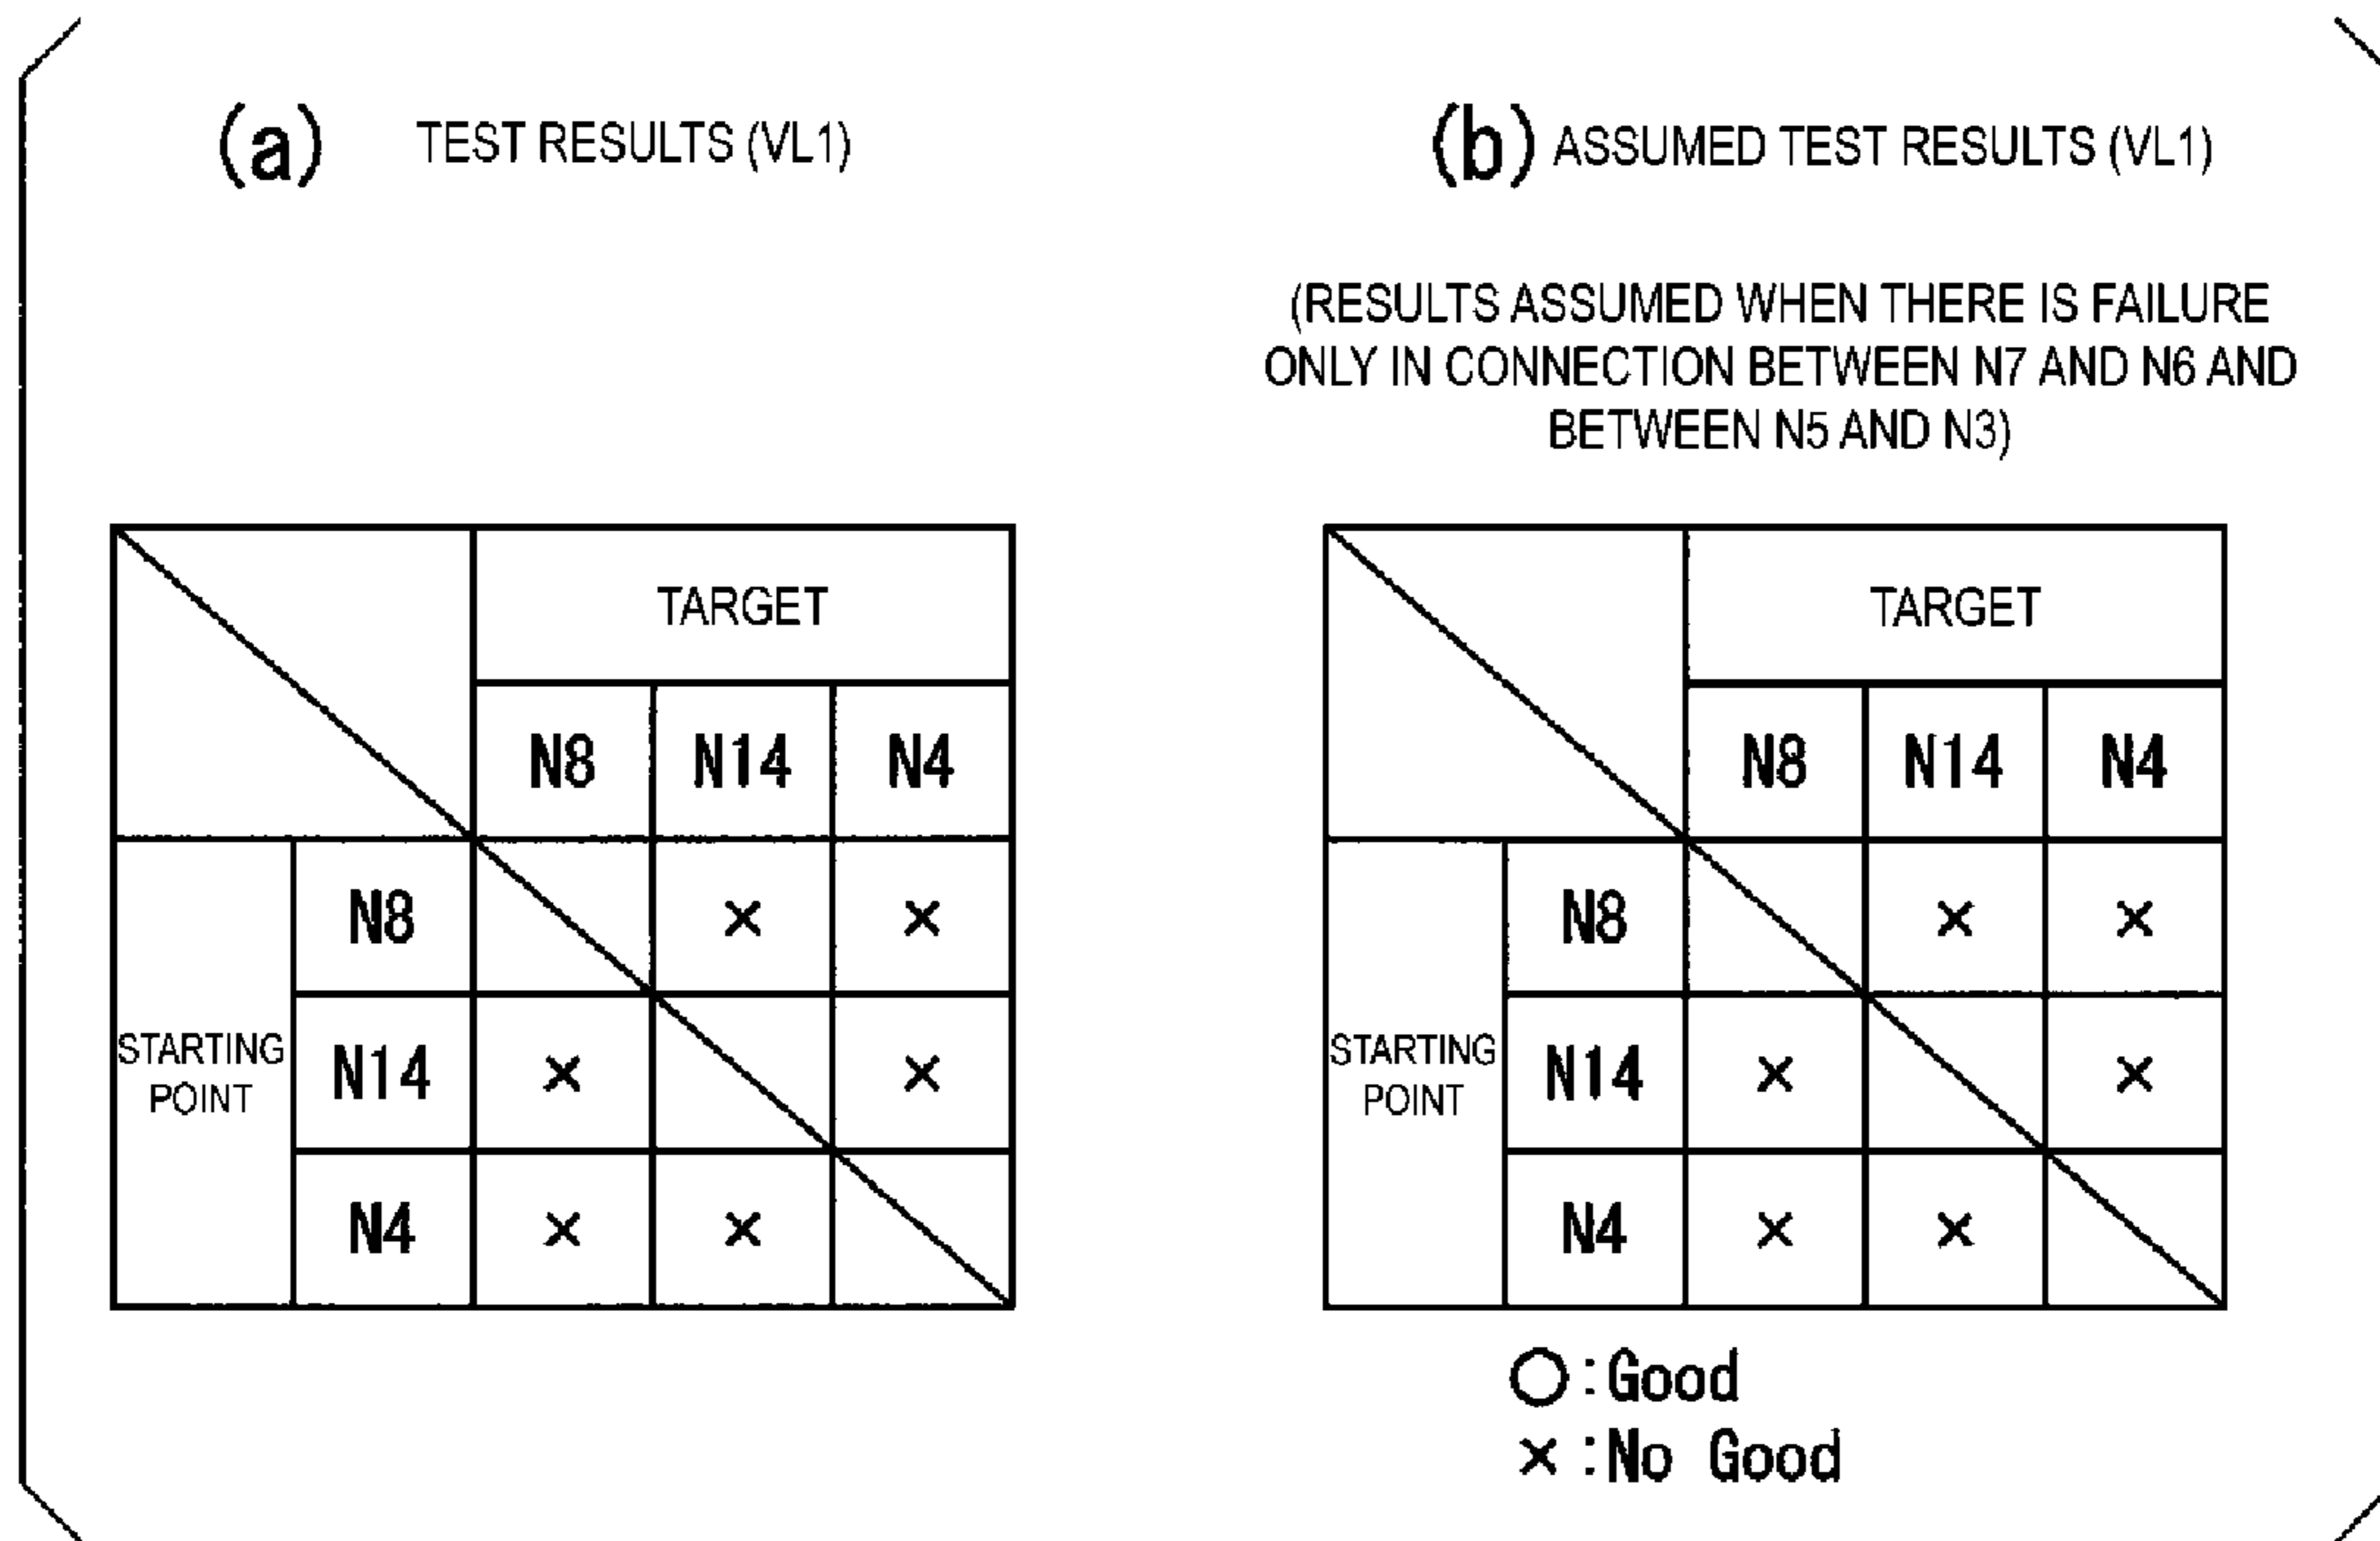 (a) TEST RESULTS (VL1)
TARGET
N8 N14 N4
STARTING
POINT
N8 × ×
N14 × ×
N4 × ×
(b) ASSUMED TEST RESULTS (VL1)
(RESULTS ASSUMED WHEN THERE IS FAILURE
ONLY IN CONNECTION BETWEEN N7 AND N6 AND
BETWEEN N5 AND N3)
TARGET
N8 N14 N4
STARTING
POINT
N8 × ×
N14 × ×
N4 × ×
○:Good
×:No Good